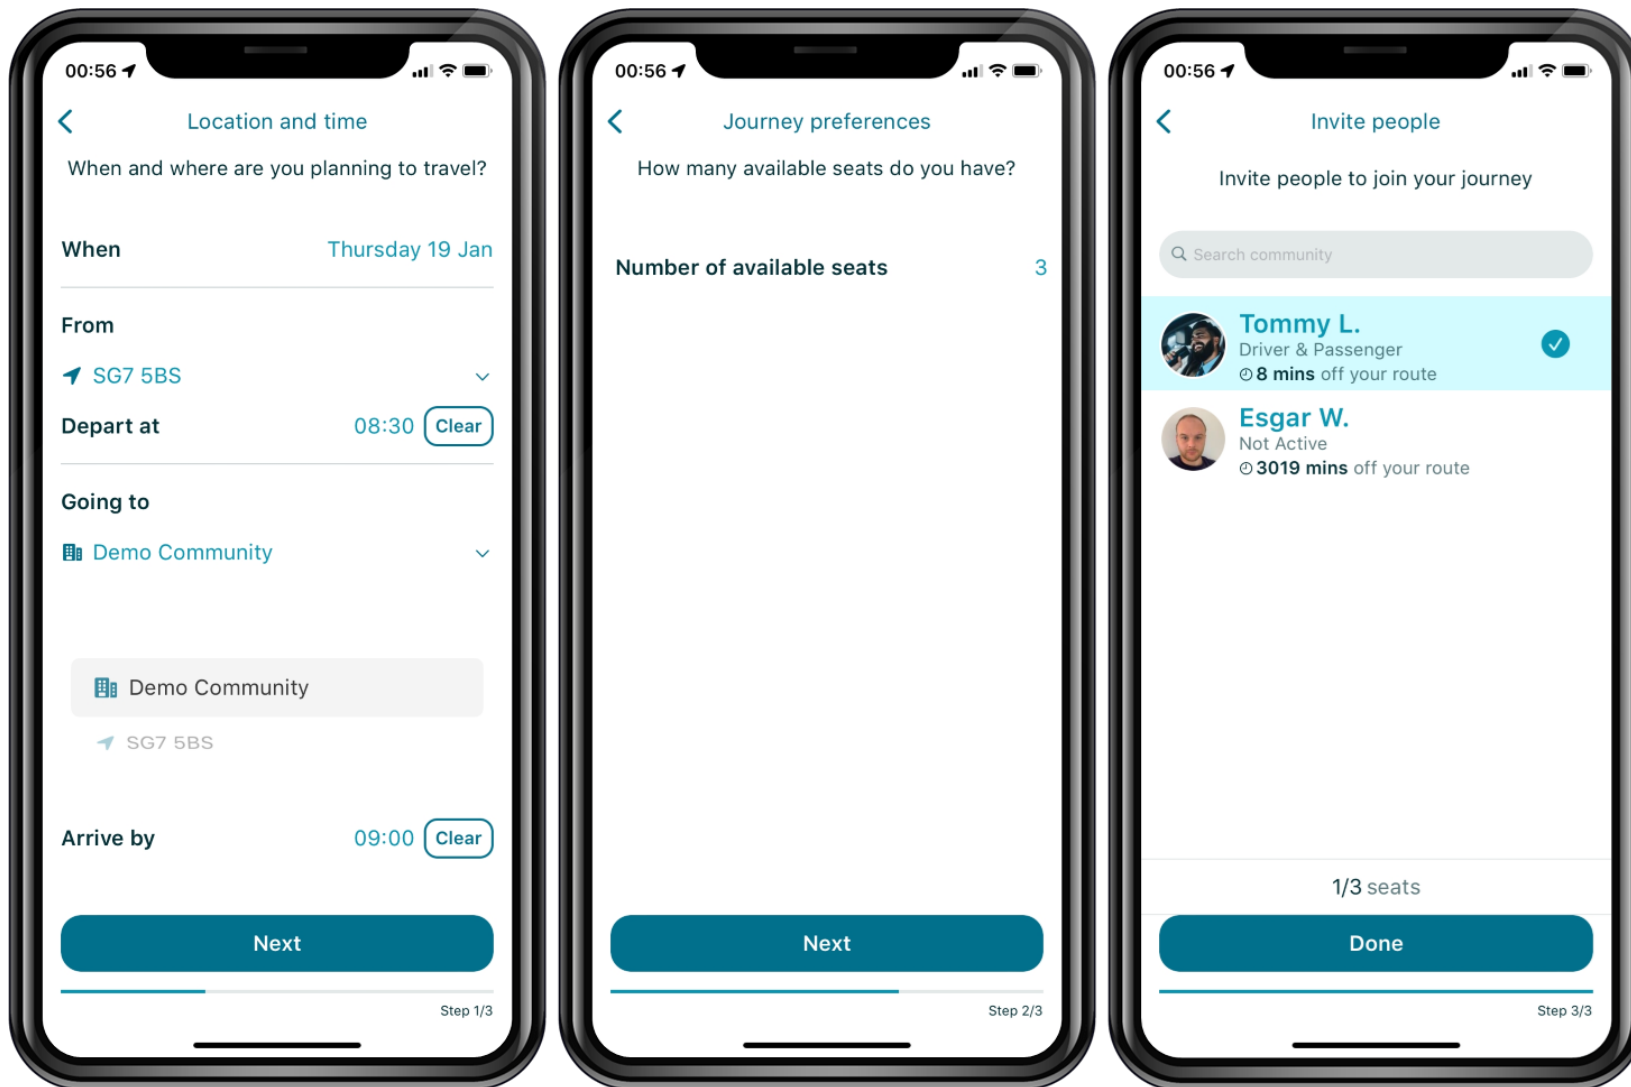 00:56
Location and time
When and where are you planning to travel?
When
Thursday 19 Jan
From
SG7 5BS
Depart at
08:30
Clear
Going to
Demo Community
Demo Community
SG7 5BS
Arrive by
09:00
Clear
Next
Step 1/3
00:56
Journey preferences
How many available seats do you have?
Number of available seats
3
Next
Step 2/3
00:56
Invite people
Invite people to join your journey
Search community
Tommy L.
Driver & Passenger
8 mins off your route
Esgar W.
Not Active
3019 mins off your route
1/3 seats
Done
Step 3/3